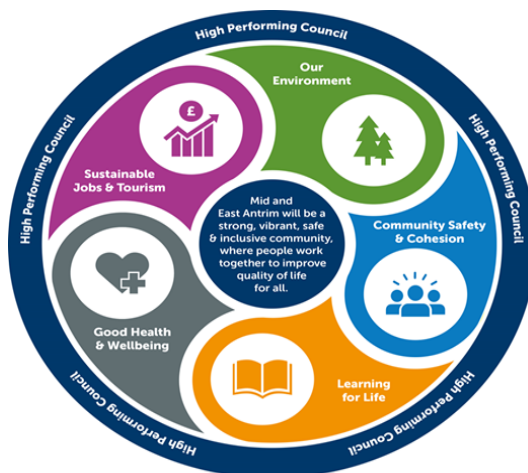 High Performing Council
Our
Environment
High Performing Council
Community Safety
& Cohesion
High Performing Council
Learning
for Life
High Performing Council
Good Health
& Wellbeing
High Performing Council
Sustainable
Jobs & Tourism
£
Mid and
East Antrim will be a
strong, vibrant, safe
& inclusive community,
where people work
together to improve
quality of life
for all.